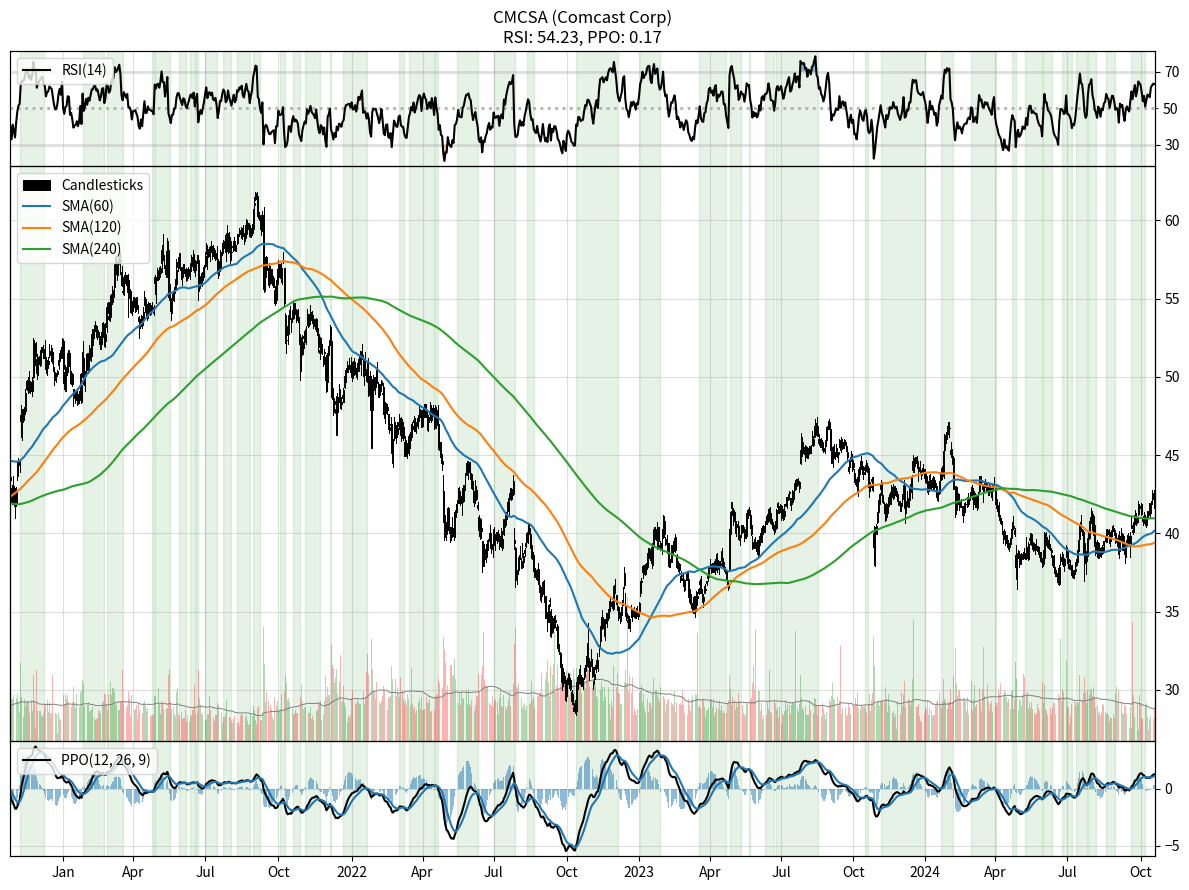 CMCSA (Comcast Corp)
RSI: 54.23, PPO: 0.17
RSI(14)
70
50
30
Candlesticks
SMA(60)
SMA(120)
SMA(240)
60
55
50
45
40
35
30
PPO(12, 26, 9)
0
−5
Jan Apr Jul Oct 2022 Apr Jul Oct 2023 Apr Jul Oct 2024 Apr Jul Oct